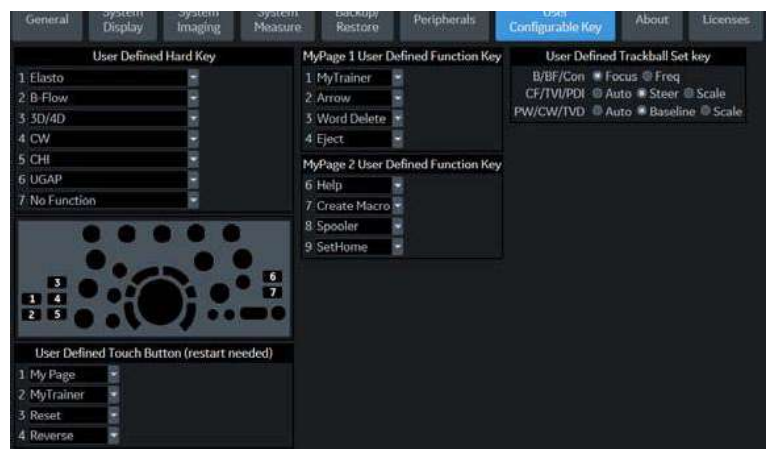 General
System
Display
System
Imaging
System
Measure
Backup/
Restore
Peripherals
User
Configurable Key
About
Licenses
User Defined Hard Key
1 Elasto
2 B-Flow
3 3D/4D
4 CW
5 CHI
6 UGAP
7 No Function
3
1 4
2 5
6
7
User Defined Touch Button (restart needed)
1 My Page
2 MyTrainer
3 Reset
4 Reverse
MyPage 1 User Defined Function Key
1 MyTrainer
2 Arrow
3 Word Delete
4 Eject
MyPage 2 User Defined Function Key
6 Help
7 Create Macro
8 Spooler
9 SetHome
User Defined Trackball Set key
B/BF/Con Focus Freq
CF/TVI/PDI Auto Steer Scale
PW/CW/TVD Auto Baseline Scale